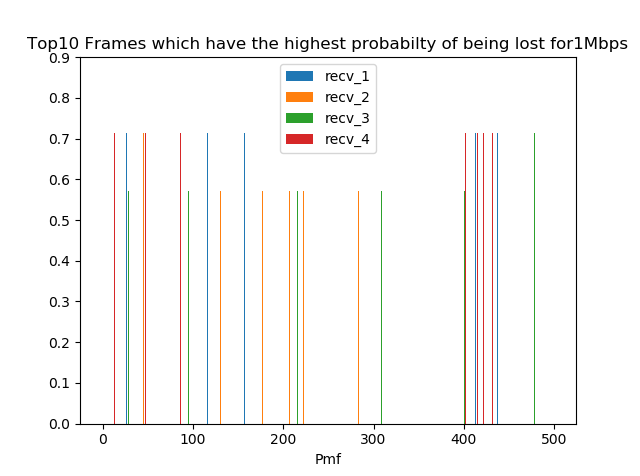 Top10 Frames which have the highest probabilty of being lost for1Mbps
0.9
0.8
0.7
0.6
0.5
0.4
0.3
0.2
0.1
0.0
recv_1
recv_2
recv_3
recv_4
0 100 200 300 400 500
Pmf